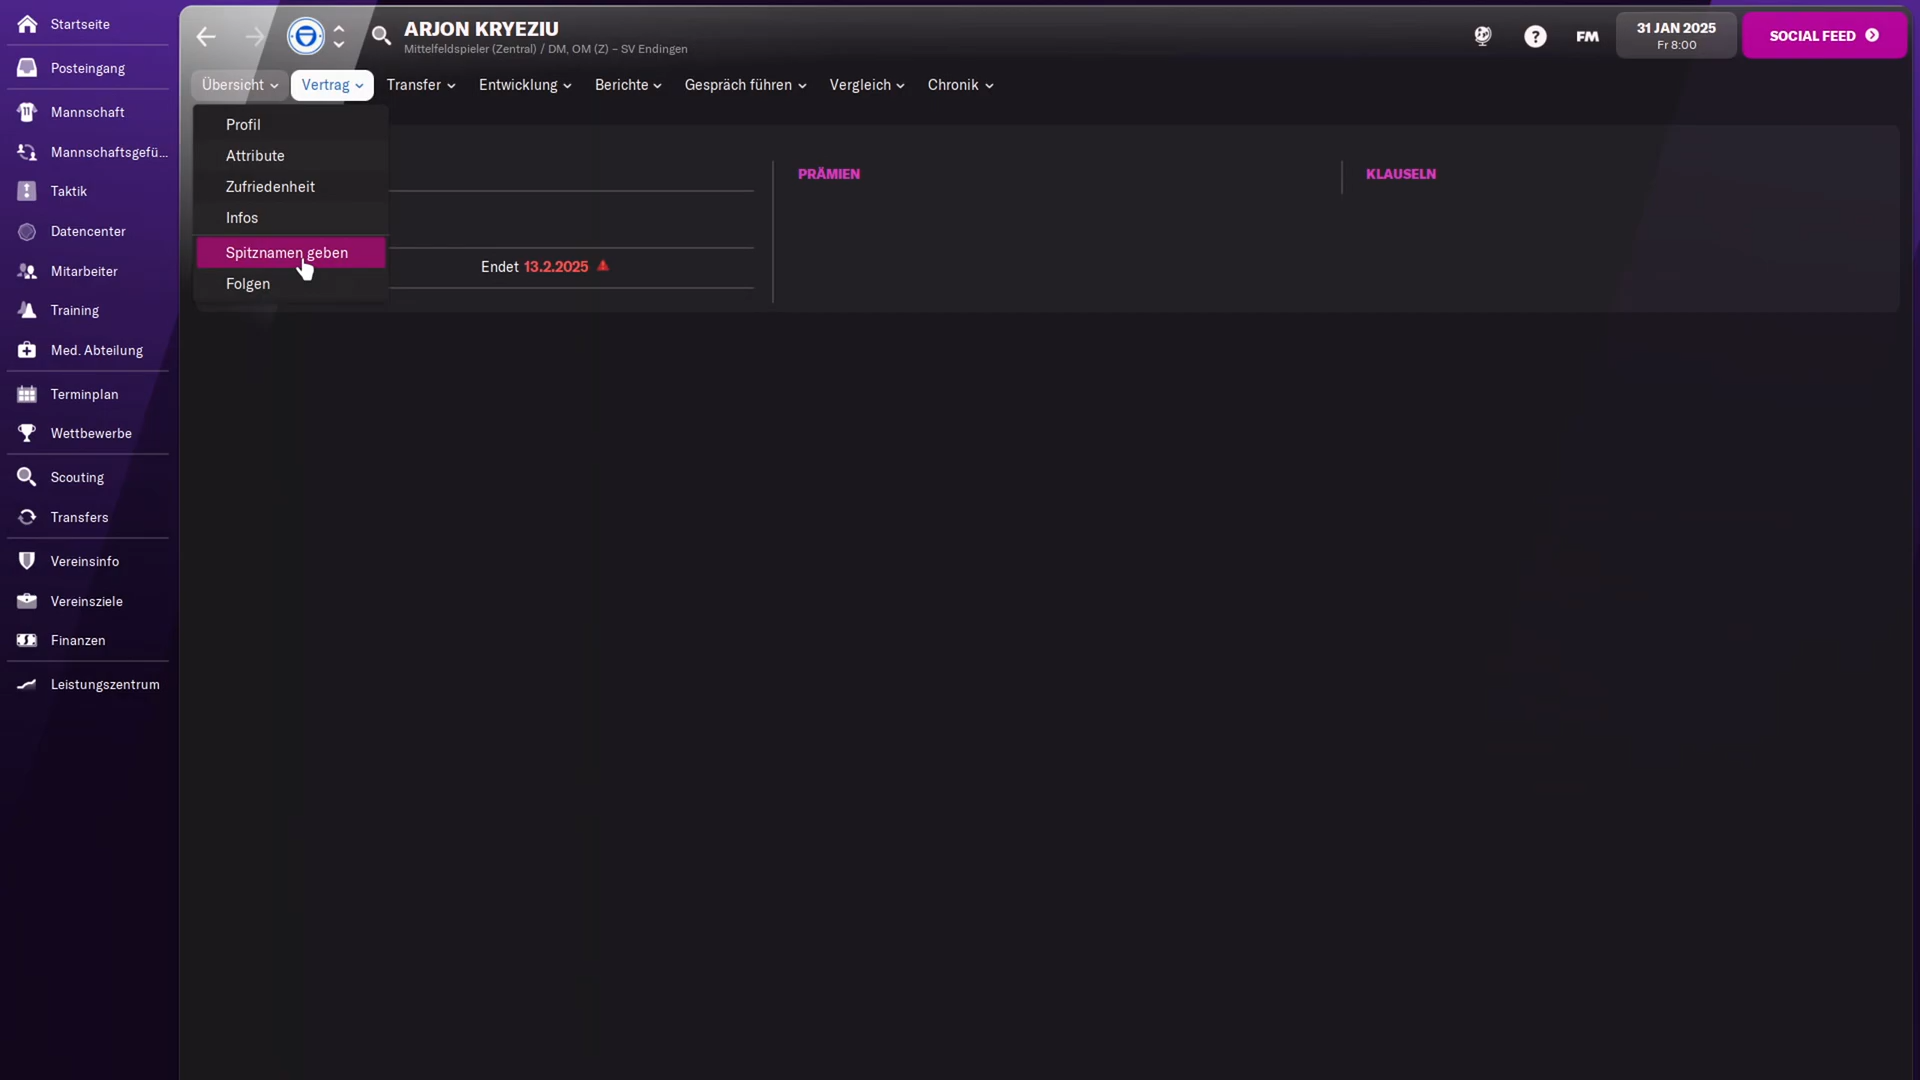 Startseite
Posteingang
Mannschaft
Mannschaftsgefü...
Taktik
Datencenter
Mitarbeiter
Training
Med. Abteilung
Terminplan
Wettbewerbe
Scouting
Transfers
Vereinsinfo
Vereinsziele
Finanzen
Leistungszentrum
ARJON KRYEZIU
Mittelfeldspieler (Zentral) / DM, OM (Z) – SV Endingen
?
FM
31 JAN 2025
Fr 8:00
SOCIAL FEED
Übersicht
Vertrag
Transfer
Entwicklung
Berichte
Gespräch führen
Vergleich
Chronik
Profil
Attribute
Zufriedenheit
Infos
Spitznamen geben
Folgen
Endet 13.2.2025
PRÄMIEN
KLAUSELN